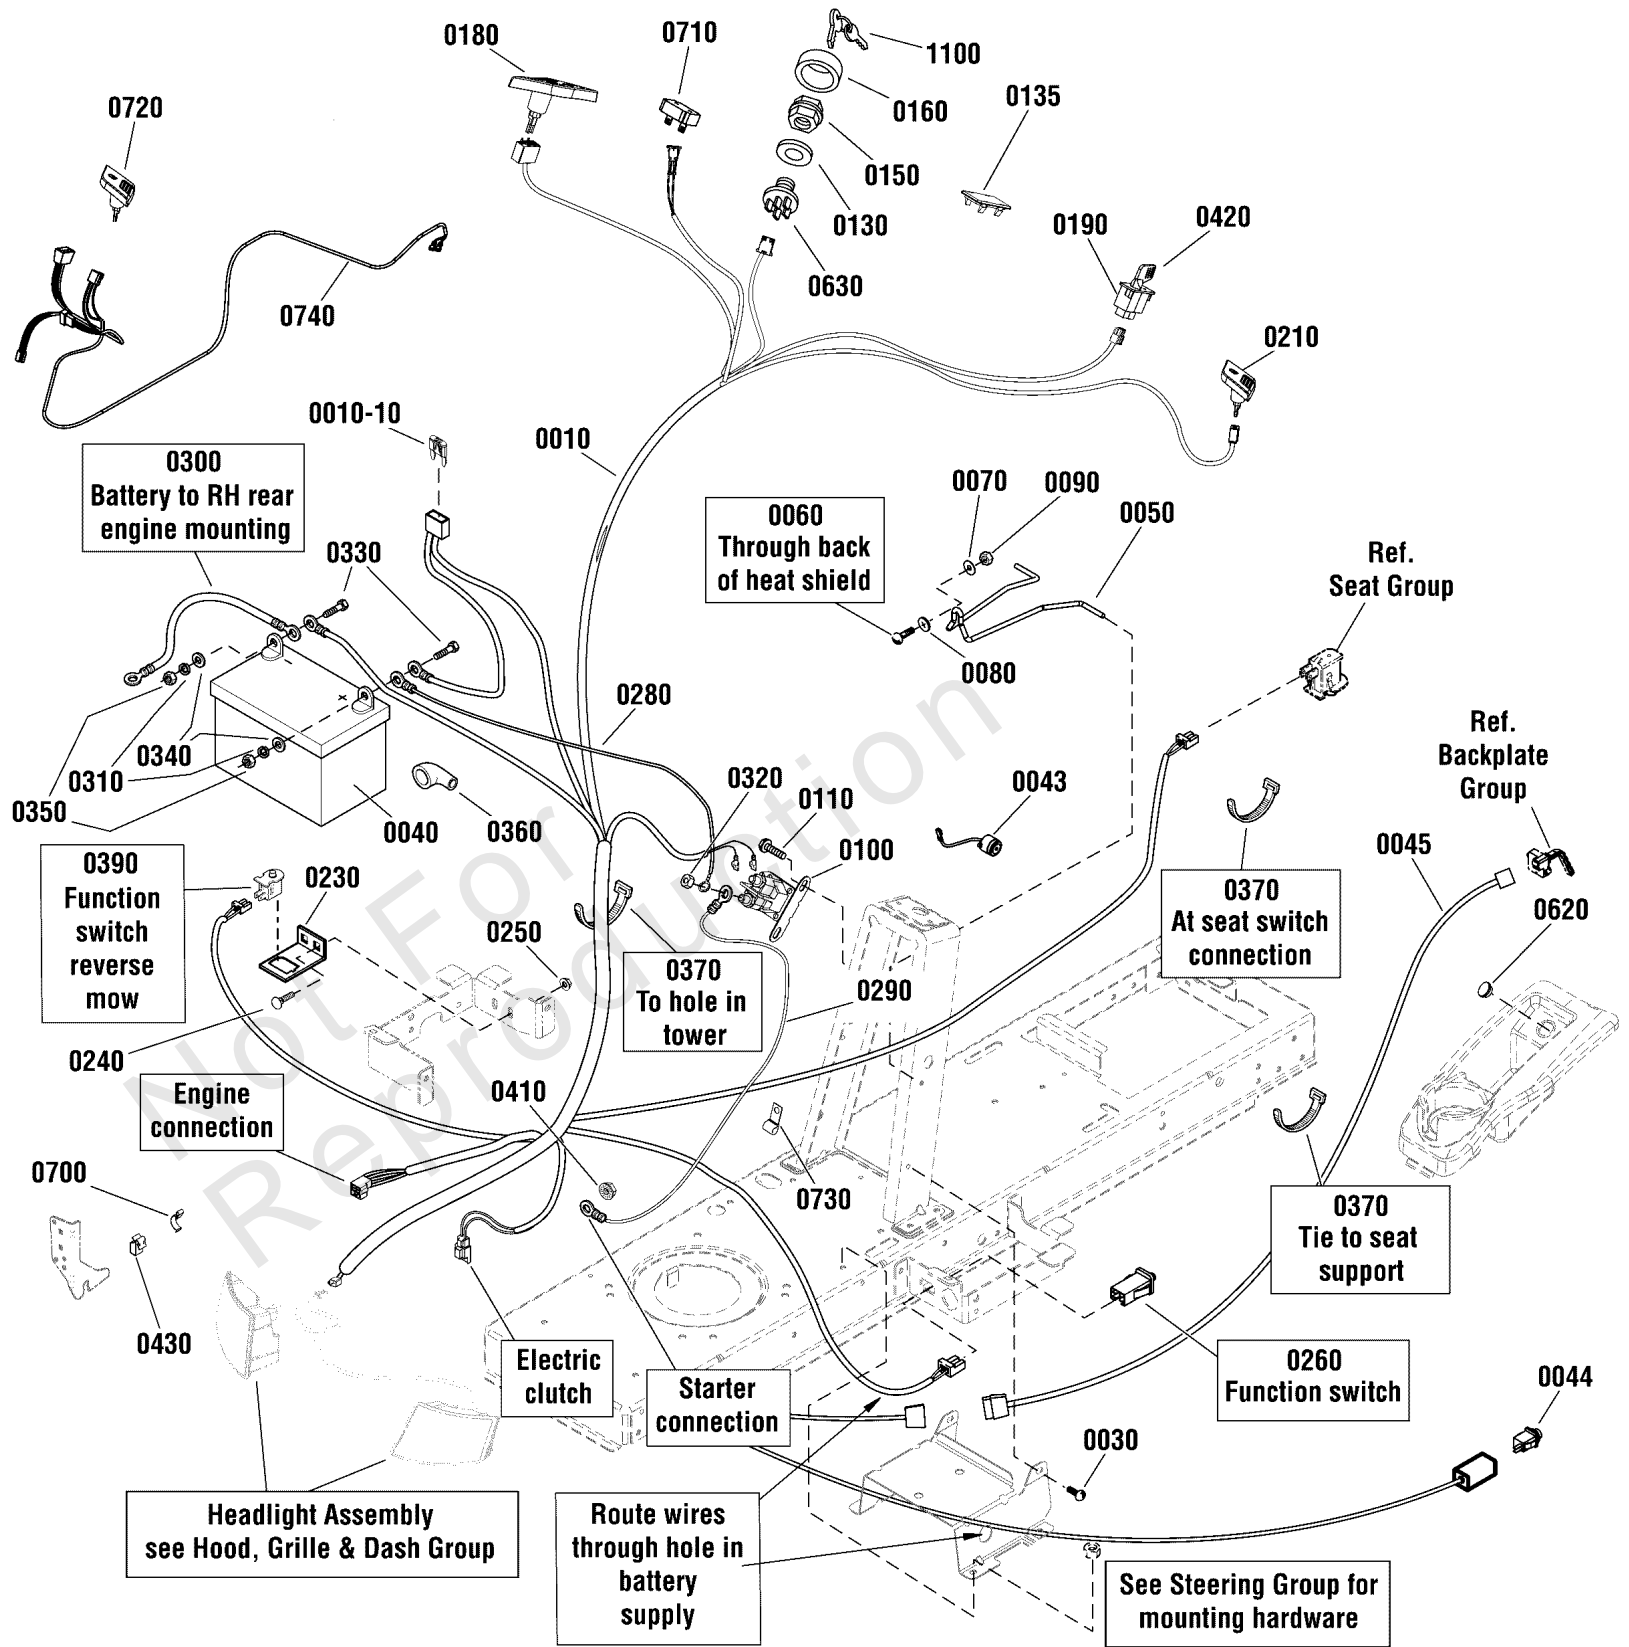 0180
0710
1100
0160
0135
0720
0150
0130
0190
0420
0630
0740
0210
0010-10
0010
0300
Battery to RH rear
engine mounting
0070
0090
0060
Through back
of heat shield
0050
0330
Ref.
Seat Group
0080
0280
Ref.
Backplate
Group
0340
0310
0350
0040
0360
0320
0110
0043
0100
0045
0390
Function
switch
reverse
mow
0230
0250
0370
To hole in
tower
0290
0370
At seat switch
connection
0620
0240
Engine
connection
0410
0700
0730
0370
Tie to seat
support
0430
Electric
clutch
Starter
connection
0260
Function switch
0044
0030
Headlight Assembly
see Hood, Grille & Dash Group
Route wires
through hole in
battery
supply
See Steering Group for
mounting hardware
Not For
Reproduction